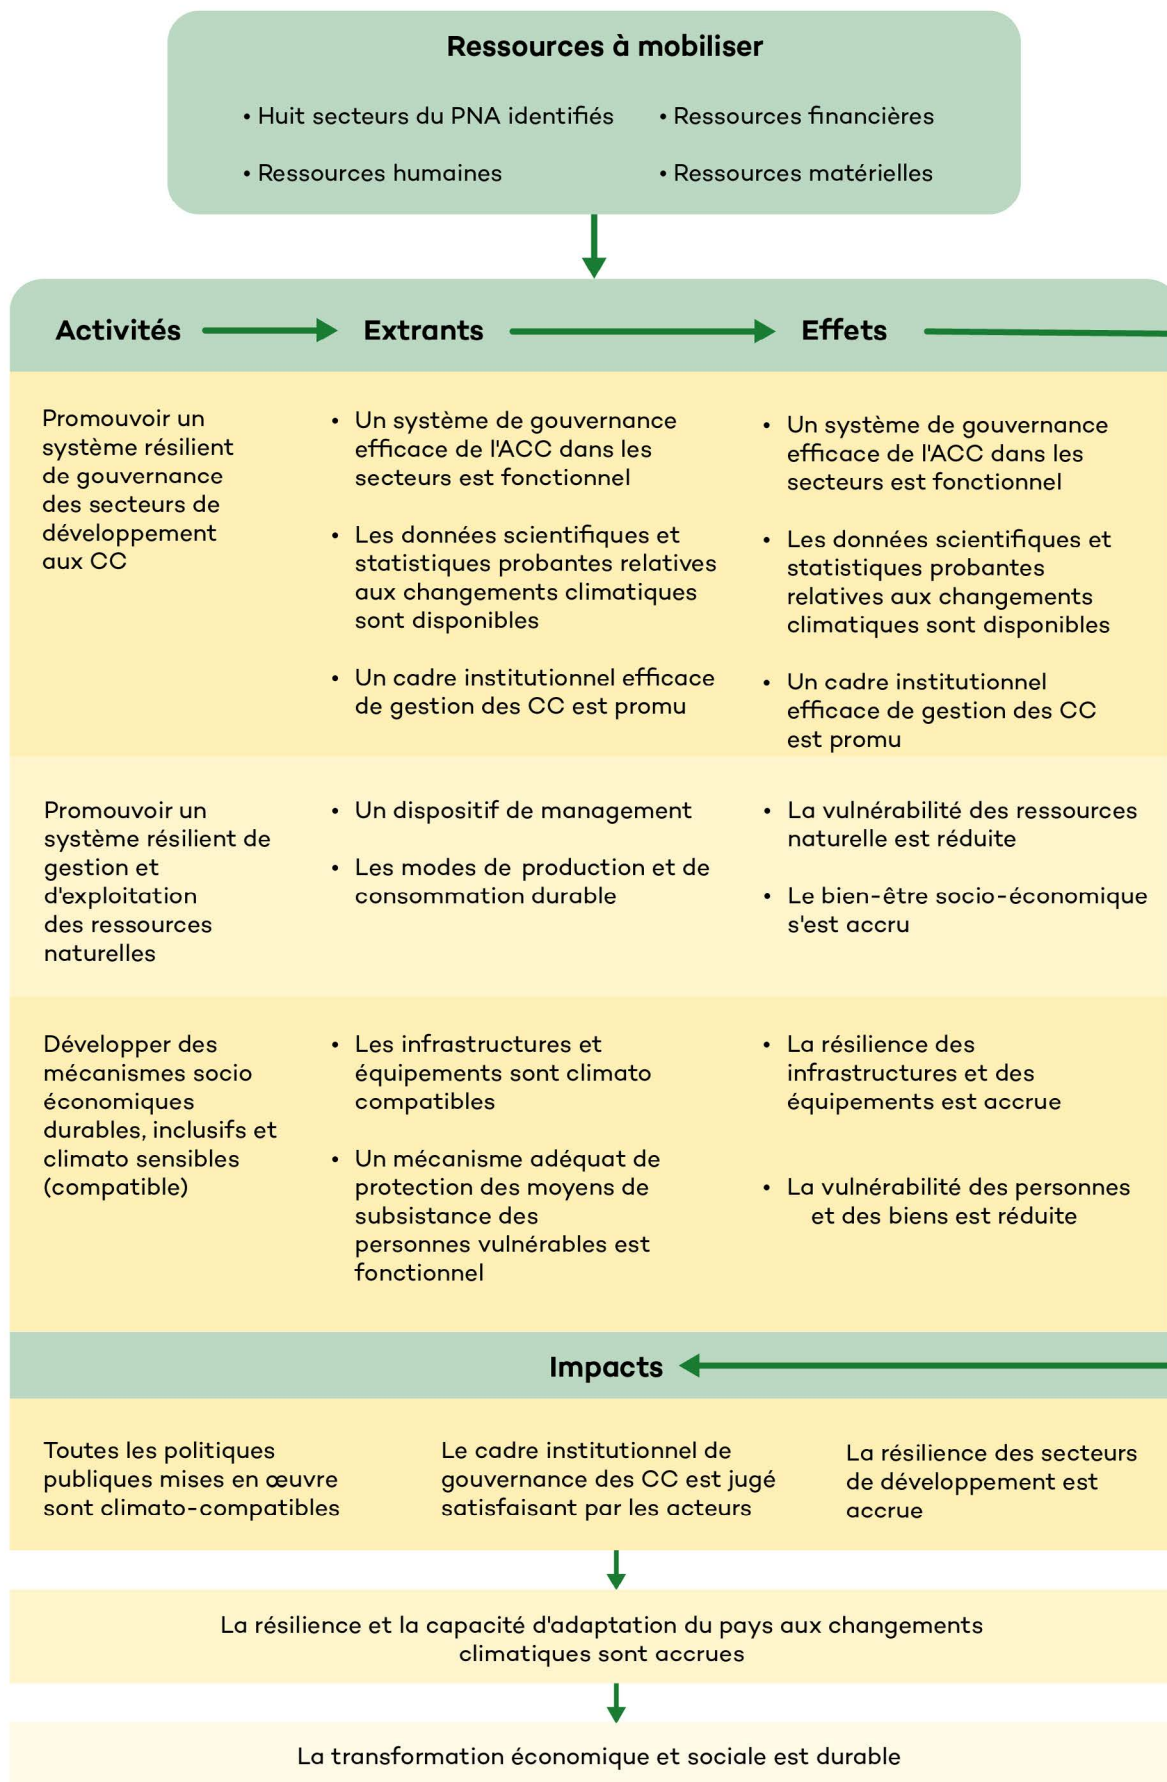 Ressources à mobiliser
• Huit secteurs du PNA identifiés
• Ressources financières
• Ressources humaines
• Ressources matérielles
Activités
Extrants
Effets
Promouvoir un
système résilient
de gouvernance
des secteurs de
développement
aux CC
• Un système de gouvernance
efficace de l'ACC dans les
secteurs est fonctionnel
• Les données scientifiques et
statistiques probantes relatives
aux changements climatiques
sont disponibles
• Un cadre institutionnel efficace
de gestion des CC est promu
• Un système de gouvernance
efficace de l'ACC dans les
secteurs est fonctionnel
• Les données scientifiques et
statistiques probantes
relatives aux changements
climatiques sont disponibles
• Un cadre institutionnel
efficace de gestion des CC
est promu
Promouvoir un
système résilient de
gestion et
d'exploitation
des ressources
naturelles
• Un dispositif de management
• Les modes de production et de
consommation durable
• La vulnérabilité des ressources
naturelle est réduite
• Le bien-être socio-économique
s'est accru
Développer des
mécanismes socio
économiques
durables, inclusifs et
climato sensibles
(compatible)
• Les infrastructures et
équipements sont climato
compatibles
• Un mécanisme adéquat de
protection des moyens de
subsistance des
personnes vulnérables est
fonctionnel
• La résilience des
infrastructures et des
équipements est accrue
• La vulnérabilité des personnes
et des biens est réduite
Impacts
Toutes les politiques
publiques mises en œuvre
sont climato-compatibles
Le cadre institutionnel de
gouvernance des CC est jugé
satisfaisant par les acteurs
La résilience des secteurs
de développement est
accrue
La résilience et la capacité d'adaptation du pays aux changements
climatiques sont accrues
La transformation économique et sociale est durable